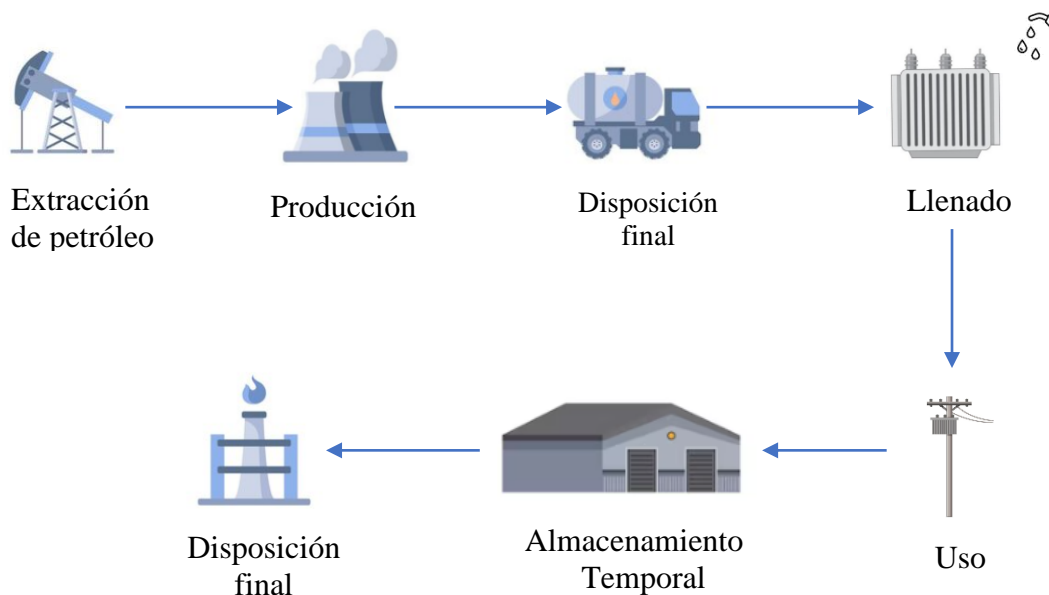 Extracción
de petróleo
Producción
Disposición
final
Llenado
Uso
Almacenamiento
Temporal
Disposición
final